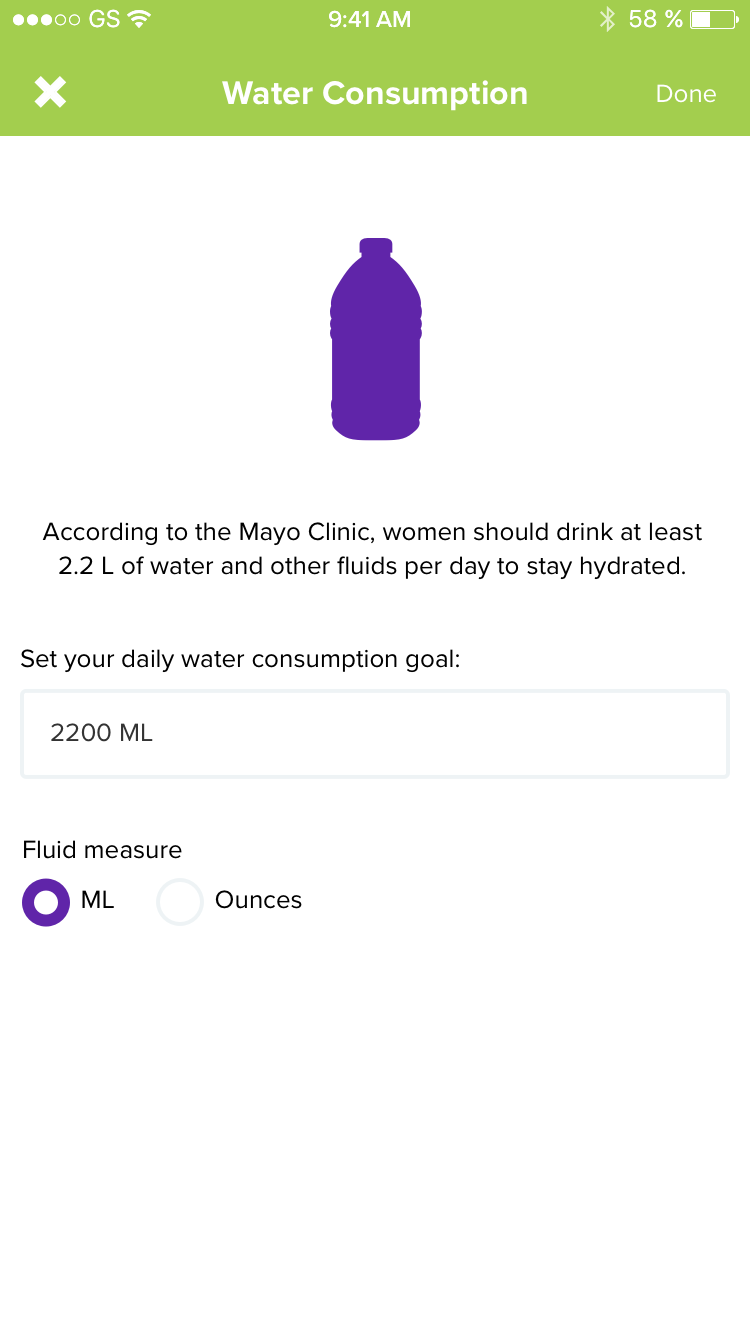 GS 9:41 AM 58 %
Water Consumption Done
According to the Mayo Clinic, women should drink at least
2.2 L of water and other fluids per day to stay hydrated.
Set your daily water consumption goal:
2200 ML
Fluid measure
ML Ounces